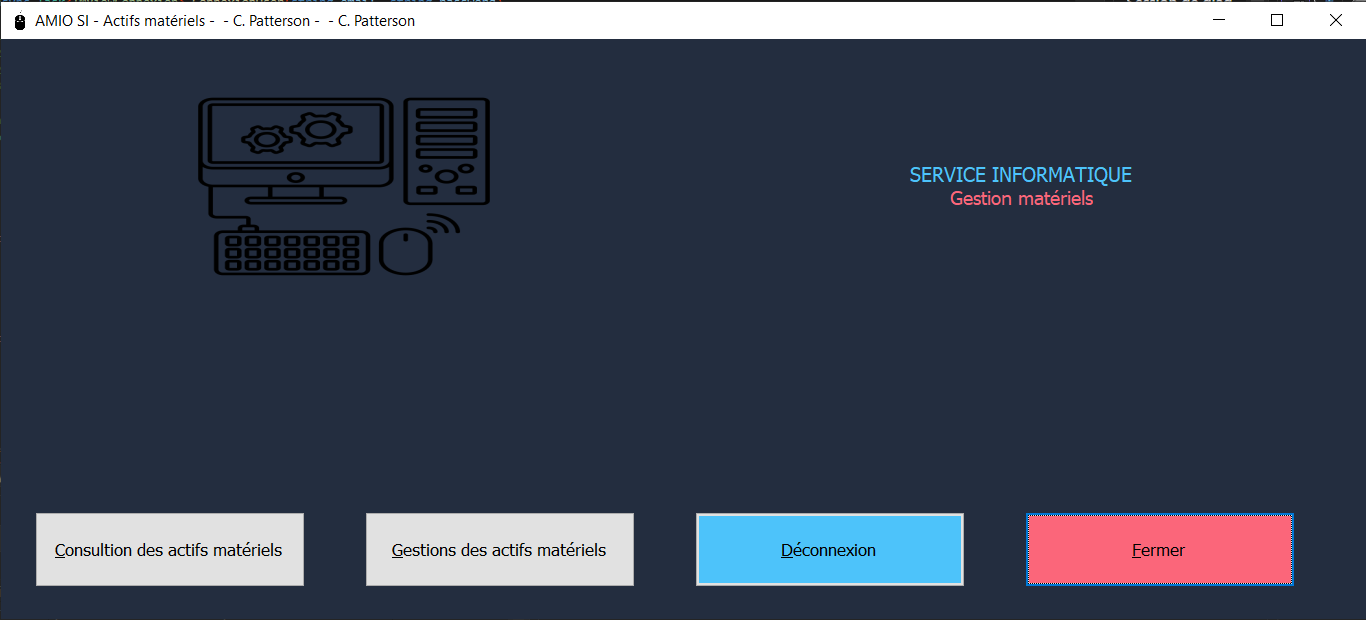 AMIO SI - Actifs matériels -  - C. Patterson -  - C. Patterson
SERVICE INFORMATIQUE
Gestion matériels
Consultion des actifs matériels
Gestions des actifs matériels
Déconnexion
Fermer